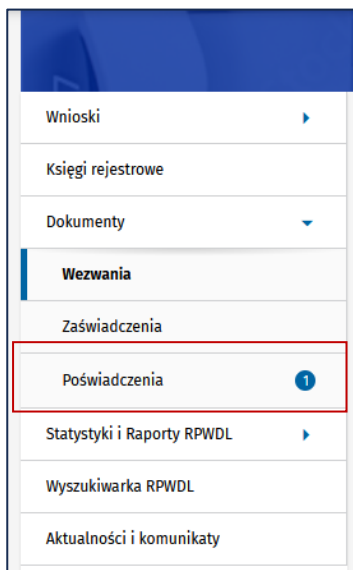 Wnioski
Księgi rejestrowe
Dokumenty
Wezwania
Zaświadczenia
Poświadczenia 1
Statystyki i Raporty RPWDL
Wyszukiwarka RPWDL
Aktualności i komunikaty